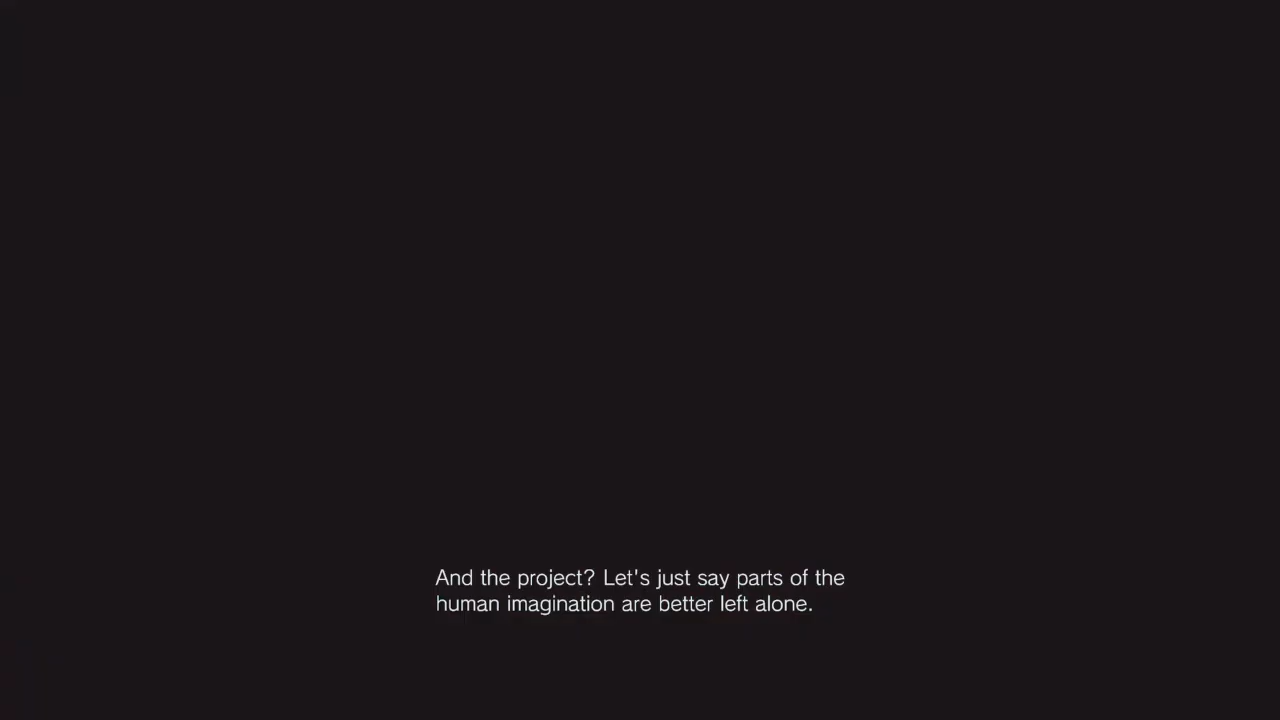 And the project? Let's just say parts of the
human imagination are better left alone.